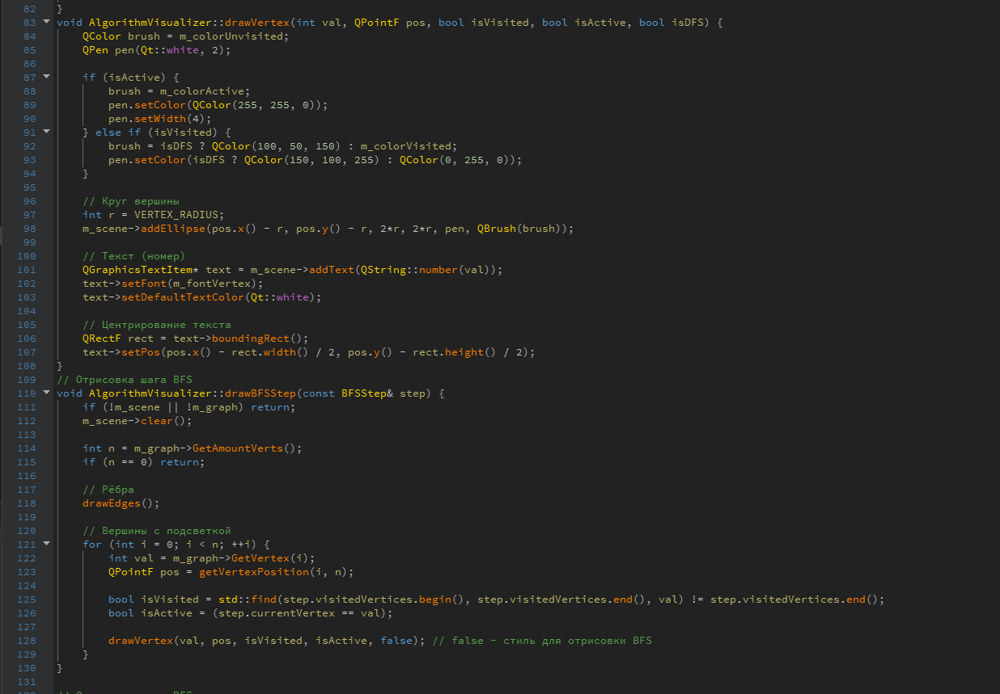 82 }
83 void AlgorithmVisualizer::drawVertex(int val, QPointF pos, bool isVisited, bool isActive, bool isDFS) {
84     QColor brush = m_colorUnvisited;
85     QPen pen(Qt::white, 2);
86
87     if (isActive) {
88         brush = m_colorActive;
89         pen.setColor(QColor(255, 255, 0));
90         pen.setWidth(4);
91     } else if (isVisited) {
92         brush = isDFS ? QColor(100, 50, 150) : m_colorVisited;
93         pen.setColor(isDFS ? QColor(150, 100, 255) : QColor(0, 255, 0));
94     }
95
96     // Круг вершины
97     int r = VERTEX_RADIUS;
98     m_scene->addEllipse(pos.x() - r, pos.y() - r, 2*r, 2*r, pen, QBrush(brush));
99
100     // Текст (номер)
101     QGraphicsTextItem* text = m_scene->addText(QString::number(val));
102     text->setFont(m_fontVertex);
103     text->setDefaultTextColor(Qt::white);
104
105     // Центрирование текста
106     QRectF rect = text->boundingRect();
107     text->setPos(pos.x() - rect.width() / 2, pos.y() - rect.height() / 2);
108 }
109 // Отрисовка шага BFS
110 void AlgorithmVisualizer::drawBFSStep(const BFSStep& step) {
111     if (!m_scene || !m_graph) return;
112     m_scene->clear();
113
114     int n = m_graph->GetAmountVerts();
115     if (n == 0) return;
116
117     // Рёбра
118     drawEdges();
119
120     // Вершины с подсветкой
121     for (int i = 0; i < n; ++i) {
122         int val = m_graph->GetVertex(i);
123         QPointF pos = getVertexPosition(i, n);
124
125         bool isVisited = std::find(step.visitedVertices.begin(), step.visitedVertices.end(), val) != step.visitedVertices.end();
126         bool isActive = (step.currentVertex == val);
127
128         drawVertex(val, pos, isVisited, isActive, false); // false - стиль для отрисовки BFS
129     }
130 }
131